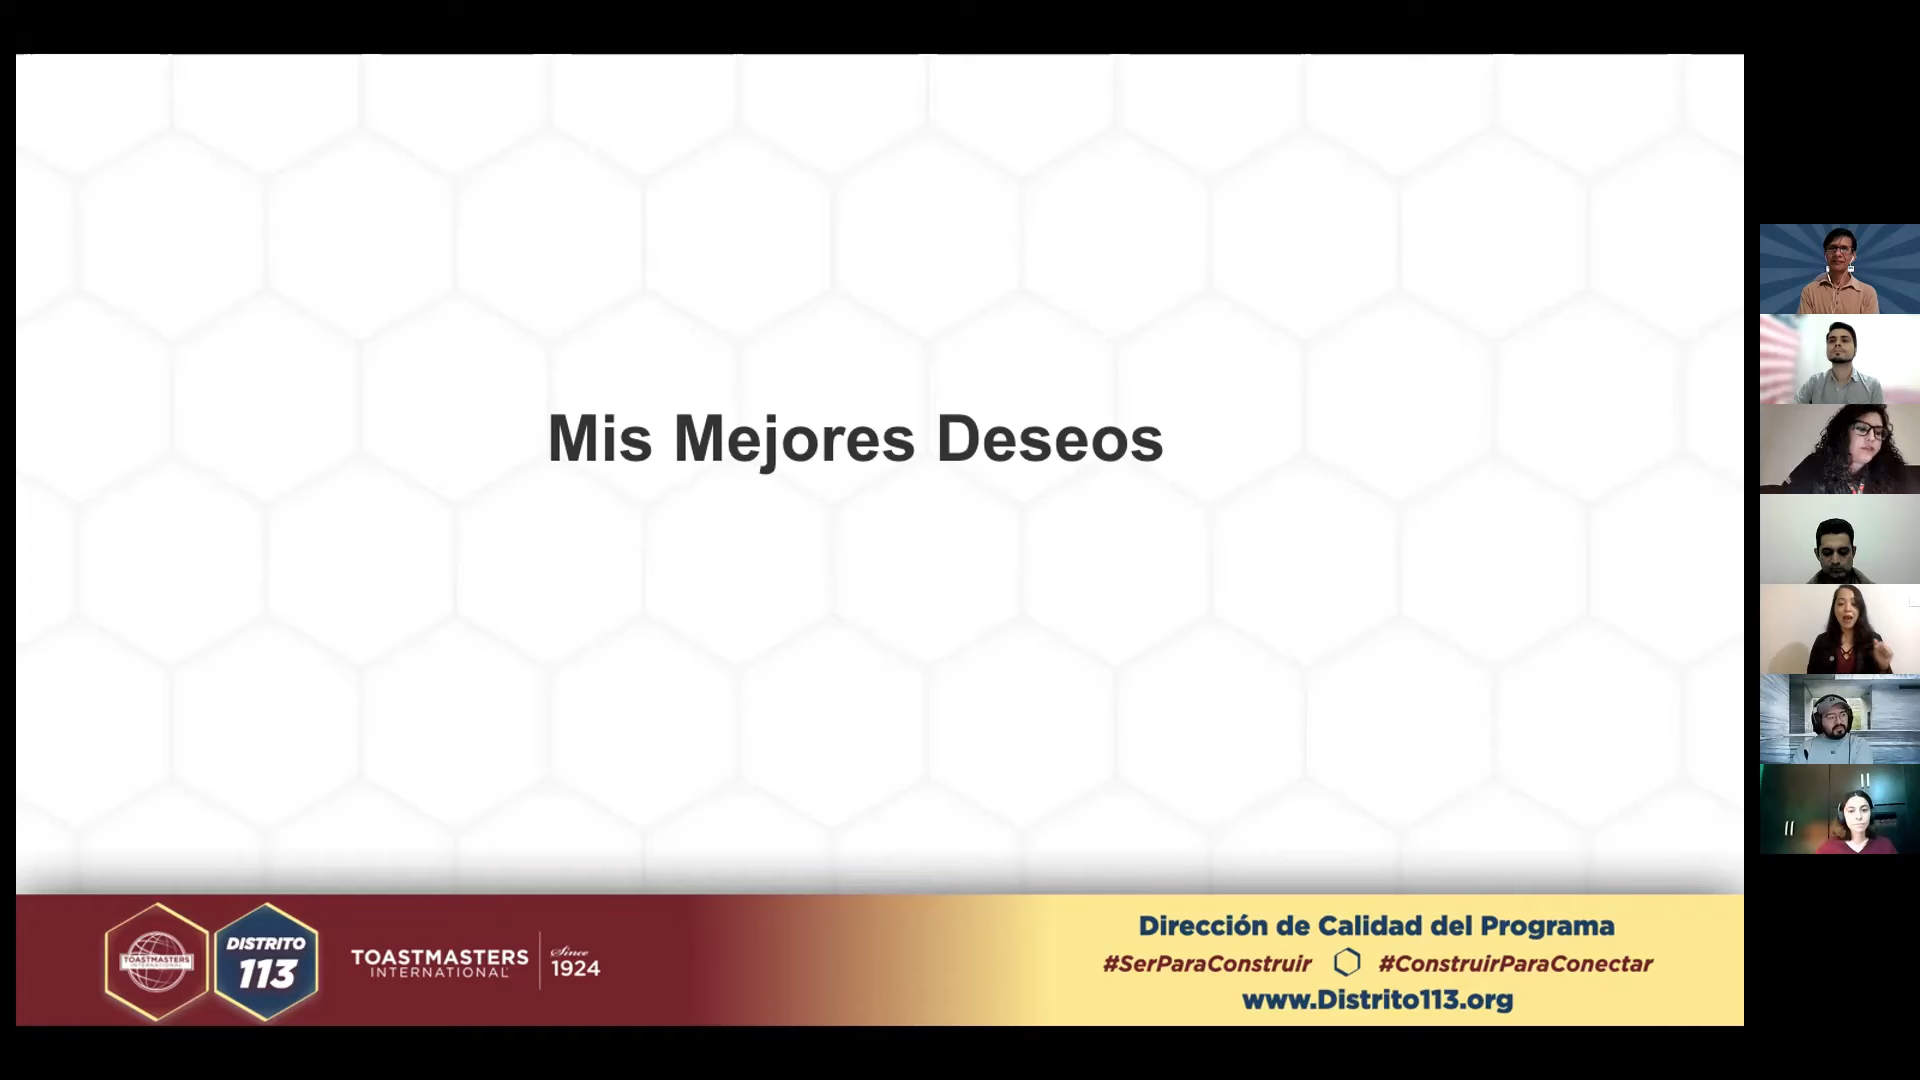 Mis Mejores Deseos
TOASTMASTERS
INTERNATIONAL
DISTRITO
113
TOASTMASTERS
INTERNATIONAL
Since
1924
Dirección de Calidad del Programa
#SerParaConstruir #ConstruirParaConectar
www.Distrito113.org